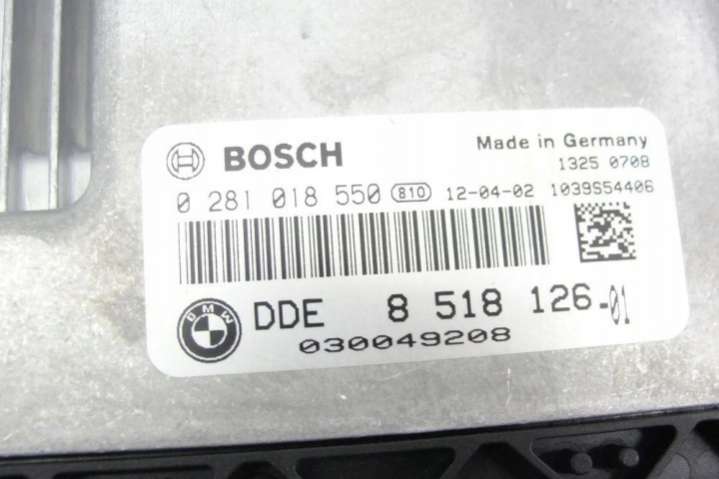 BOSCH
Made in Germany
1325 0708
0 281 018 550 810 12-04-02 1039S54406
BMW
DDE 8 518 126-01
030049208